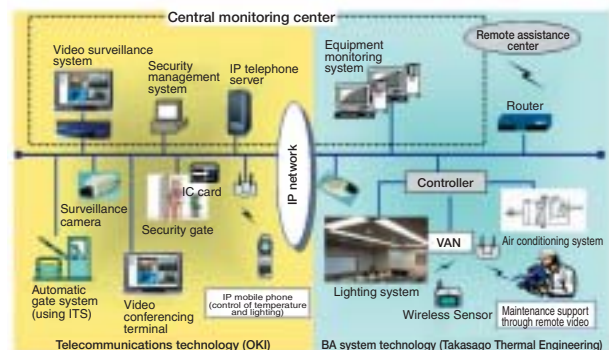 Central monitoring center
Video surveillance
system
Security
management
system
IP telephone
server
Equipment
monitoring
system
Remote assistance
center
Router
IP network
IC card
Surveillance
camera
Security gate
Controller
VAN
Air conditioning system
Automatic
gate system
(using ITS)
Video
conferencing
terminal
IP mobile phone
(control of temperature
and lighting)
Lighting system
Wireless Sensor
Maintenance support
through remote video
Telecommunications technology (OKI)
BA system technology (Takasago Thermal Engineering)